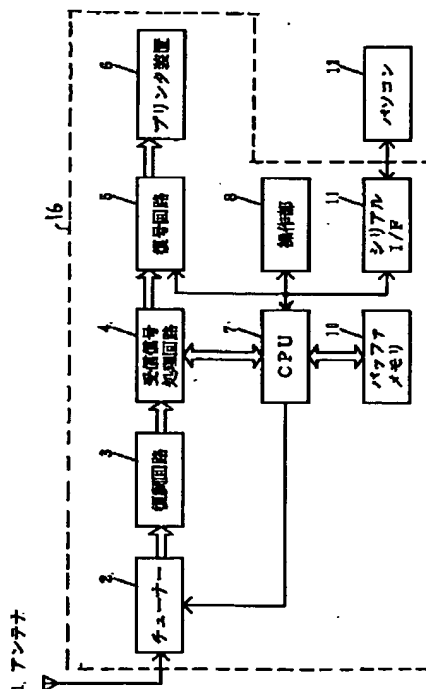 16
1. アンテナ
2
チューナー
3
復調回路
4
受信信号
処理回路
5
復号回路
6
プリンタ装置
7
CPU
8
操作部
10
バッファ
メモリ
11
シリアル
I/F
パソコン